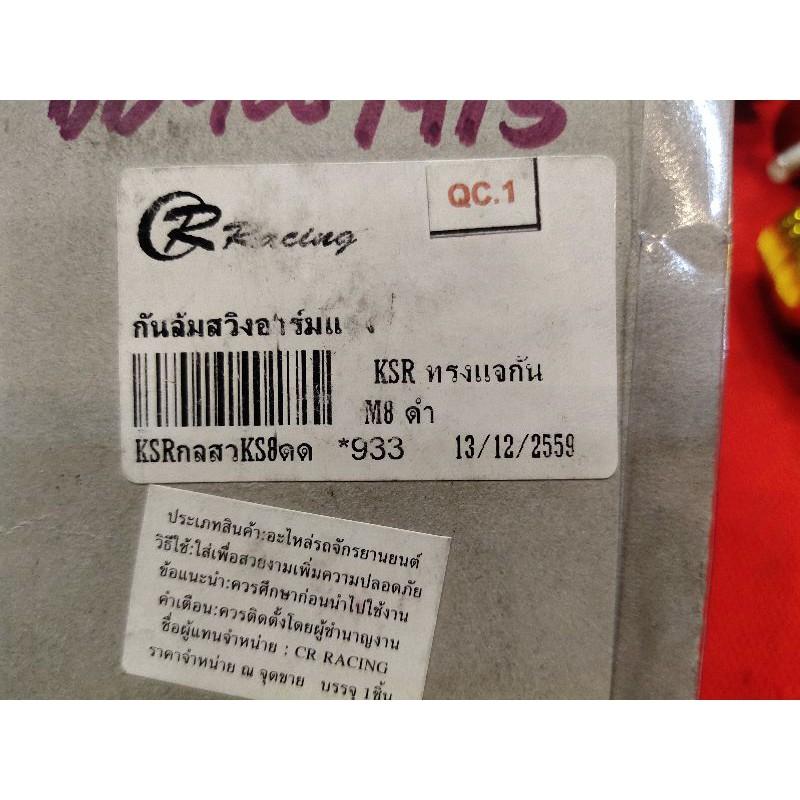 CR Racing
QC.1
กันล้มสวิงอาร์ม
KSR ทรงแจกัน
M8 ดำ
KSRกลสวKS8ดด *933 13/12/2559
ประเภทสินค้า:อะไหล่รถจักรยานยนต์
วิธีใช้:ใส่เพื่อสวยงามเพิ่มความปลอดภัย
ข้อแนะนำ:ควรศึกษาก่อนนำไปใช้งาน
คำเตือน:ควรติดตั้งโดยผู้ชำนาญงาน
ชื่อผู้แทนจำหน่าย : CR RACING
ราคาจำหน่าย ณ จุดขาย บรรจุ 1ชิ้น